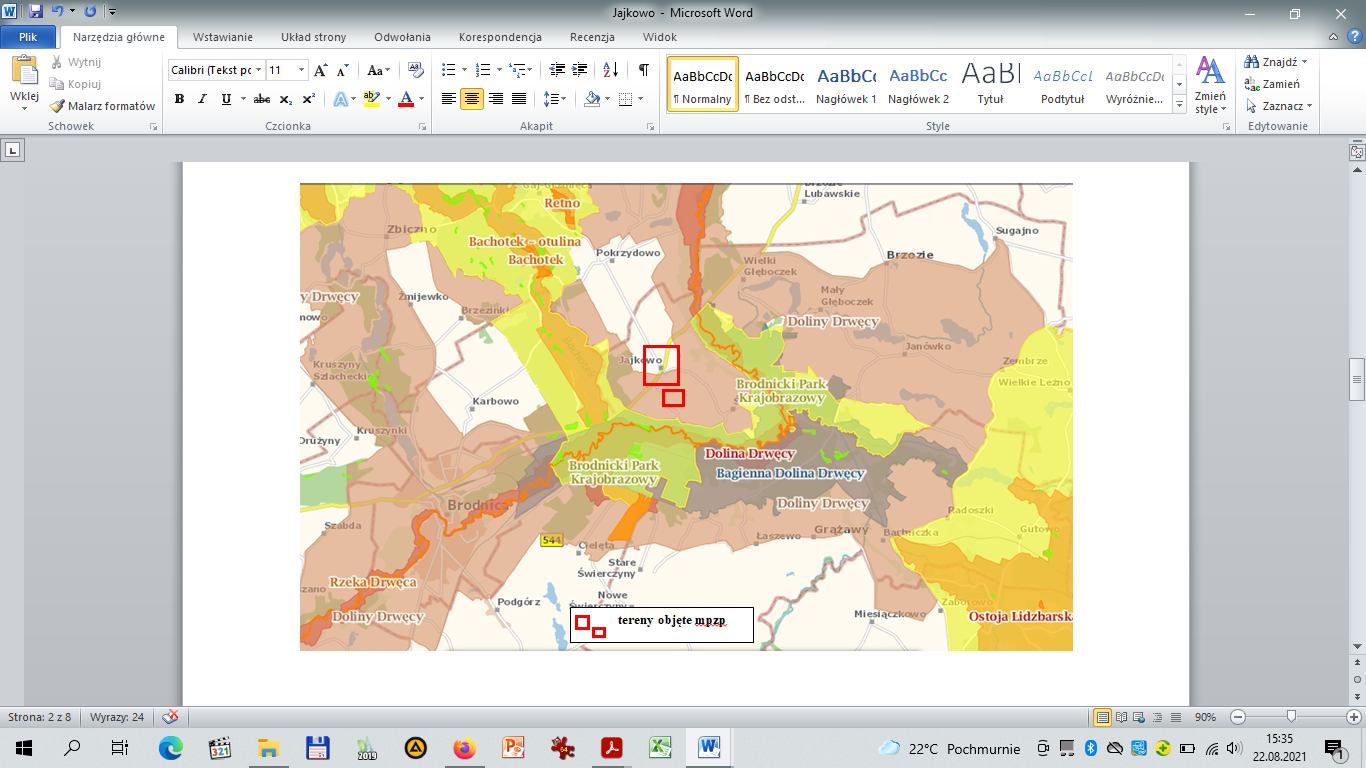 Jajkowo - Microsoft Word
Plik
Narzędzia główne
Wstawianie
Układ strony
Odwołania
Korespondencja
Recenzja
Widok
Wklej
Wytnij
Kopiuj
Malarz formatów
Schowek
Calibri (Tekst pc
11
Czcionka
Akapit
AaBbCcDc
¶ Normalny
AaBbCcDc
¶ Bez odst...
AaBbC
Nagłówek 1
AaBbCc
Nagłówek 2
AaBl
Tytuł
AaBbCcl
Podtytuł
AaBbCcDc
Wyróżnie...
Style
Zmień
style
Znajdź
Zamień
Zaznacz
Edytowanie
Retno
Lubawskie
Zbiczno
Bachotek – otulina
Bachotek
Pokrzydowo
Sugajno
Brzozie
Wielki
Głęboczek
Mały
Głęboczek
y Drwęcy
Żmijewko
Brzezinki
nowo
Doliny Drwęcy
Janówko
Jajkowo
Kruszyny
Szlacheckie
Zembrze
Wielkie Leźno
Brodnicki Park
Krajobrazowy
Karbowo
Kruszynki
Drużyny
Dolina Drwęcy
Bagienna Dolina Drwęcy
Brodnicki Park
Krajobrazowy
Brodnica
Doliny Drwęcy
Radoszki
Szabda
Grążawy
Gutowo
Bartniczka
Łaszewo
544
Cielęta
Stare
Świerczyny
Rzeka Drwęca
Nowe
Świerczyny
szano
Podgórz
Zaborowo
Doliny Drwęcy
Miesiączkowo
Ostoja Lidzbarska
tereny objęte mpzp
Strona: 2 z 8
Wyrazy: 24
90%
22°C Pochmurnie
15:35
22.08.2021